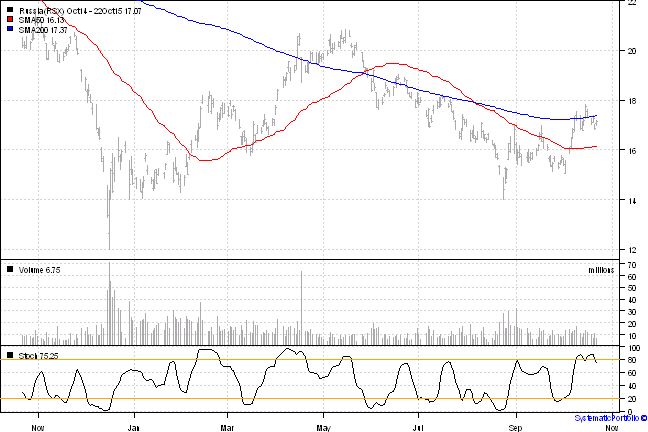 Russia(RSX) Oct14 - 22Oct15 17.07
SMA50 16.13
SMA200 17.37
22
20
18
16
14
12
Volume 6.75
millions
70
60
50
40
30
20
10
Stoch 75.25
100
80
60
40
20
0
Nov
Jan
Mar
May
Jul
Sep
Nov
SystematicPortfolio ©